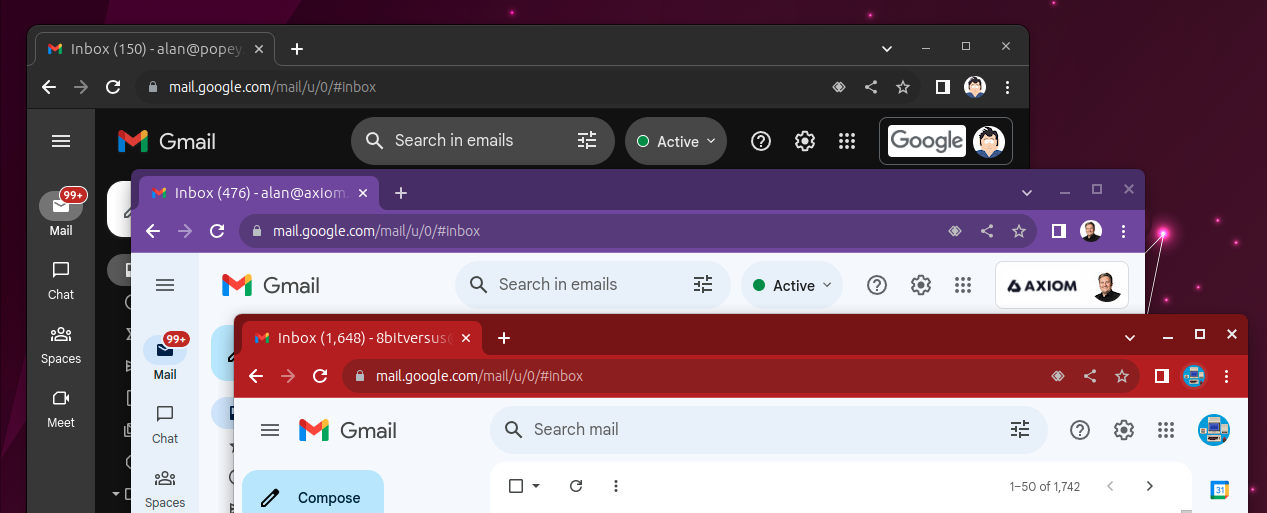 Inbox (150) - alan@popey
mail.google.com/mail/u/0/#inbox
Gmail
Search in emails
Active
Google
99+
Mail
Chat
Spaces
Meet
Inbox (476) - alan@axiom
mail.google.com/mail/u/0/#inbox
Gmail
Search in emails
Active
AXIOM
99+
Mail
Chat
Spaces
Inbox (1,648) - 8bitversus@
mail.google.com/mail/u/0/#inbox
Gmail
Search mail
Compose
1–50 of 1,742
31